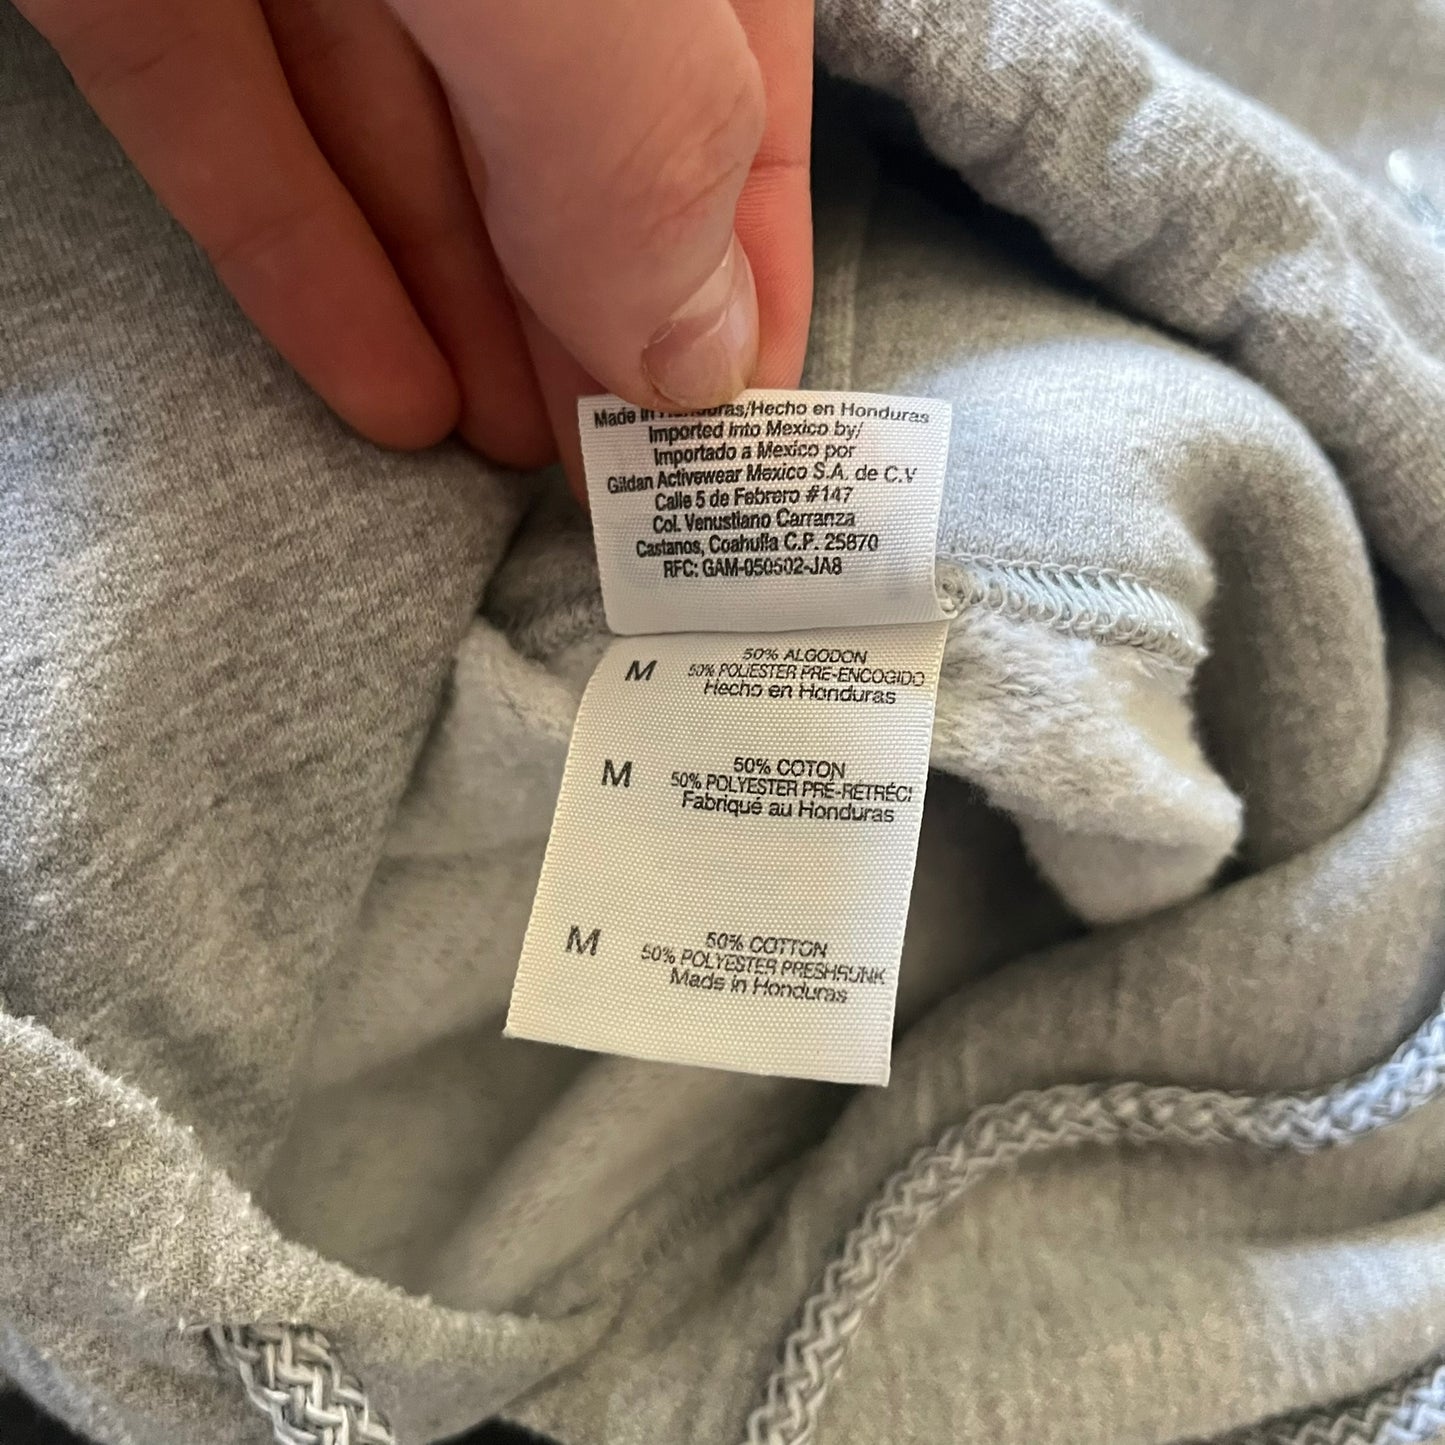 Made in Honduras/Hecho en Honduras
Imported into Mexico by/
Importado a Mexico por
Gildan Activewear Mexico S.A. de C.V
Calle 5 de Febrero #147
Col. Venustiano Carranza
Castanos, Coahuila C.P. 25870
RFC: GAM-050502-JA8
M
50% ALGODON
50% POLIESTER PRE-ENCOGIDO
Hecho en Honduras
M
50% COTON
50% POLYESTER PRÉ-RÉTRÉCI
Fabriqué au Honduras
M
50% COTTON
50% POLYESTER PRESHRUNK
Made in Honduras